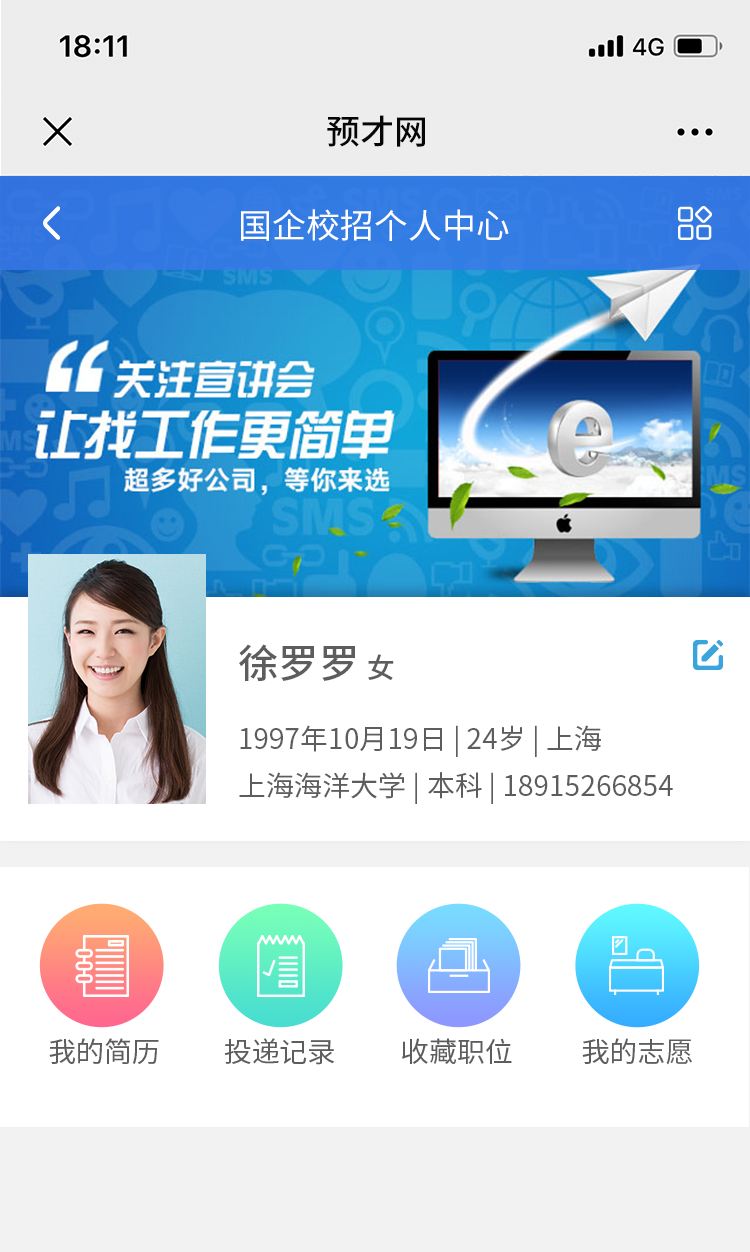 18:11
4G
预才网
国企校招个人中心
SMS
关注宣讲会
让找工作更简单
超多好公司，等你来选
SMS
徐罗罗 女
1997年10月19日 | 24岁 | 上海
上海海洋大学 | 本科 | 18915266854
我的简历
投递记录
收藏职位
我的志愿